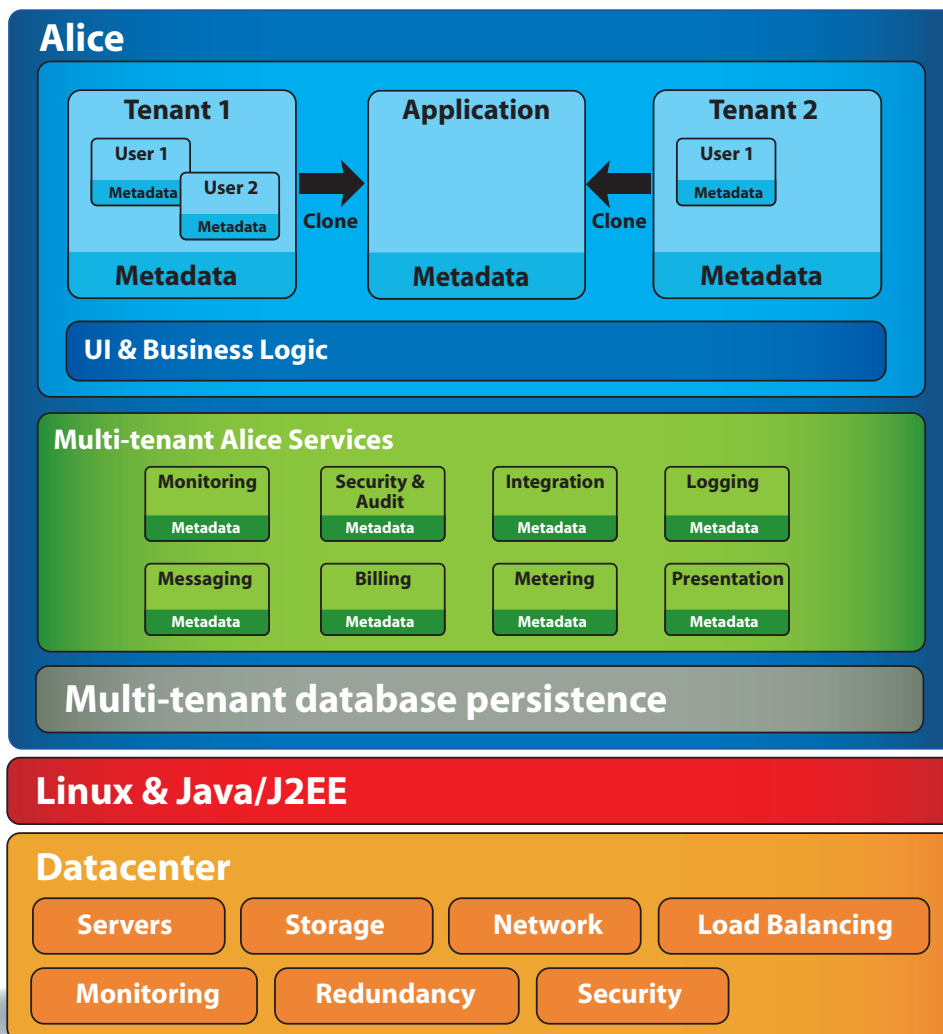 Alice
Tenant 1
Application
Tenant 2
User 1
Metadata
User 2
Metadata
User 1
Metadata
Clone
Clone
Metadata
Metadata
Metadata
UI & Business Logic
Multi-tenant Alice Services
Monitoring
Metadata
Security &
Audit
Metadata
Integration
Metadata
Logging
Metadata
Messaging
Metadata
Billing
Metadata
Metering
Metadata
Presentation
Metadata
Multi-tenant database persistence
Linux & Java/J2EE
Datacenter
Servers
Storage
Network
Load Balancing
Monitoring
Redundancy
Security